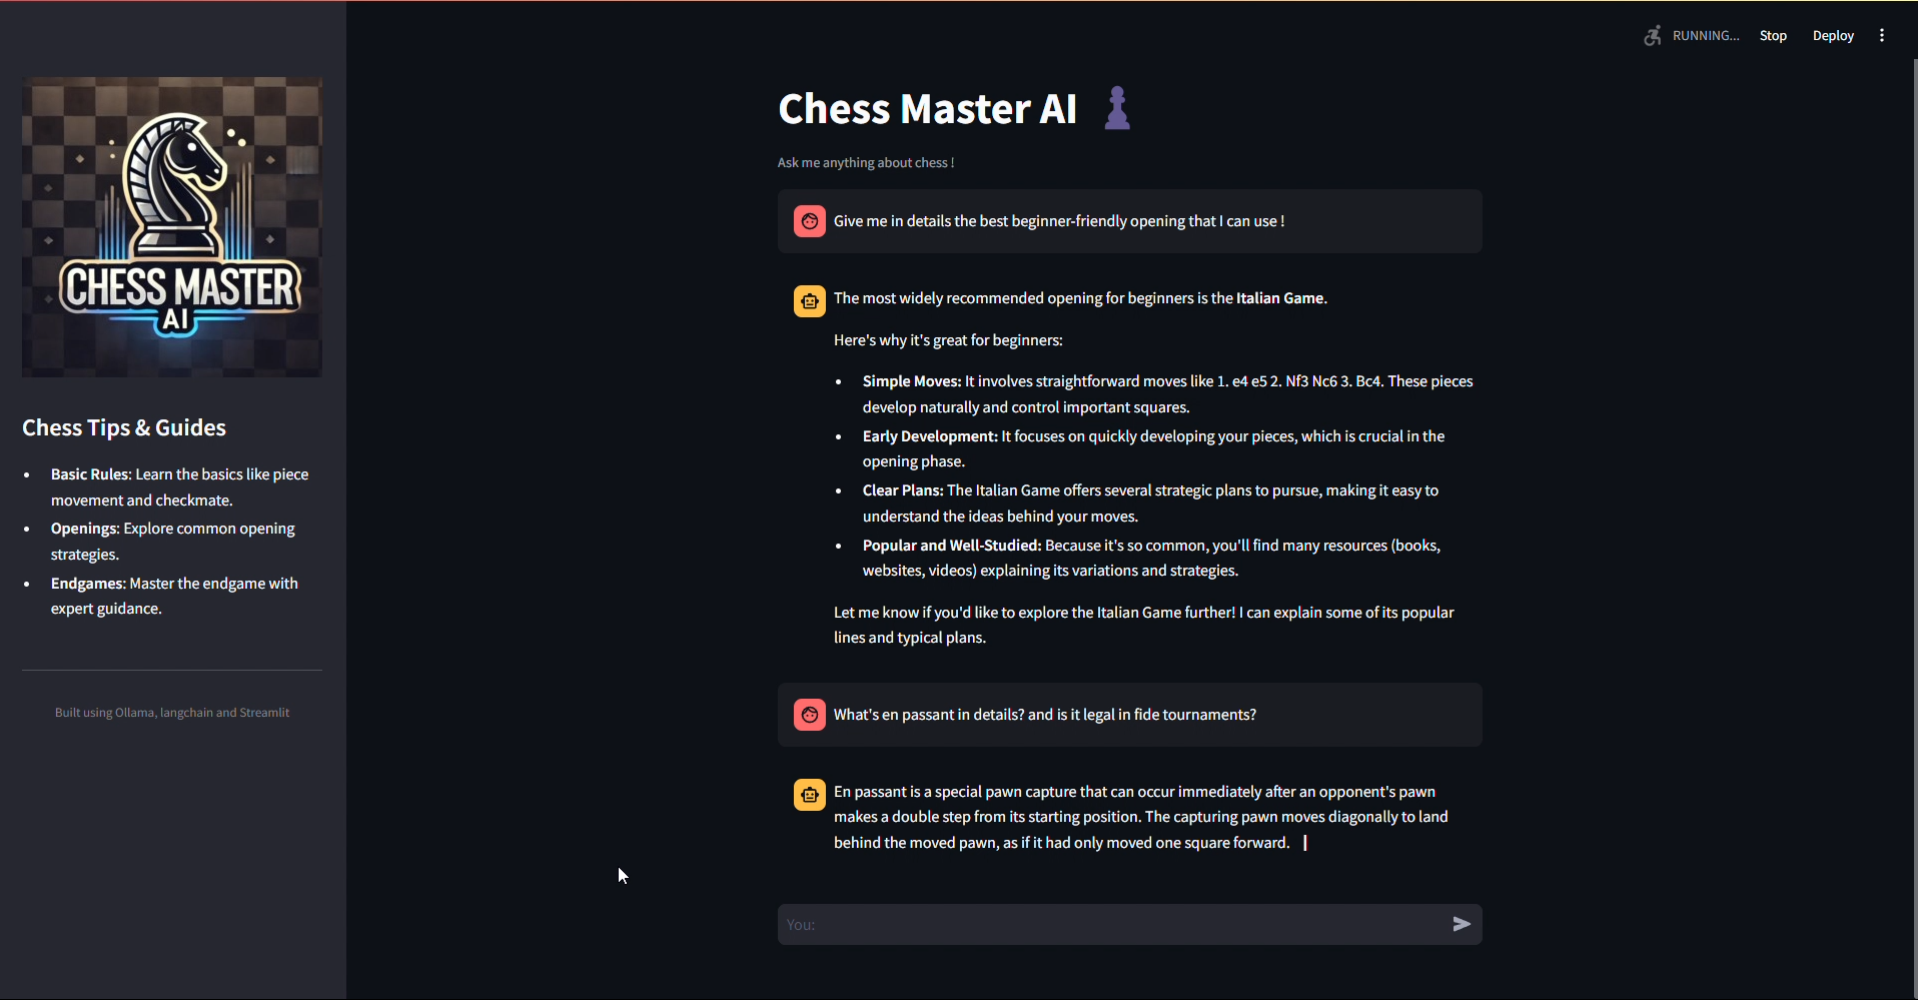 RUNNING...
Stop
Deploy
CHESS MASTER
AI
Chess Tips & Guides
• Basic Rules: Learn the basics like piece
movement and checkmate.
• Openings: Explore common opening
strategies.
• Endgames: Master the endgame with
expert guidance.
Built using Ollama, langchain and Streamlit
Chess Master AI
Ask me anything about chess !
Give me in details the best beginner-friendly opening that I can use !
The most widely recommended opening for beginners is the Italian Game.
Here's why it's great for beginners:
• Simple Moves: It involves straightforward moves like 1. e4 e5 2. Nf3 Nc6 3. Bc4. These pieces
develop naturally and control important squares.
• Early Development: It focuses on quickly developing your pieces, which is crucial in the
opening phase.
• Clear Plans: The Italian Game offers several strategic plans to pursue, making it easy to
understand the ideas behind your moves.
• Popular and Well-Studied: Because it's so common, you'll find many resources (books,
websites, videos) explaining its variations and strategies.
Let me know if you'd like to explore the Italian Game further! I can explain some of its popular
lines and typical plans.
What's en passant in details? and is it legal in fide tournaments?
En passant is a special pawn capture that can occur immediately after an opponent's pawn
makes a double step from its starting position. The capturing pawn moves diagonally to land
behind the moved pawn, as if it had only moved one square forward.
You: